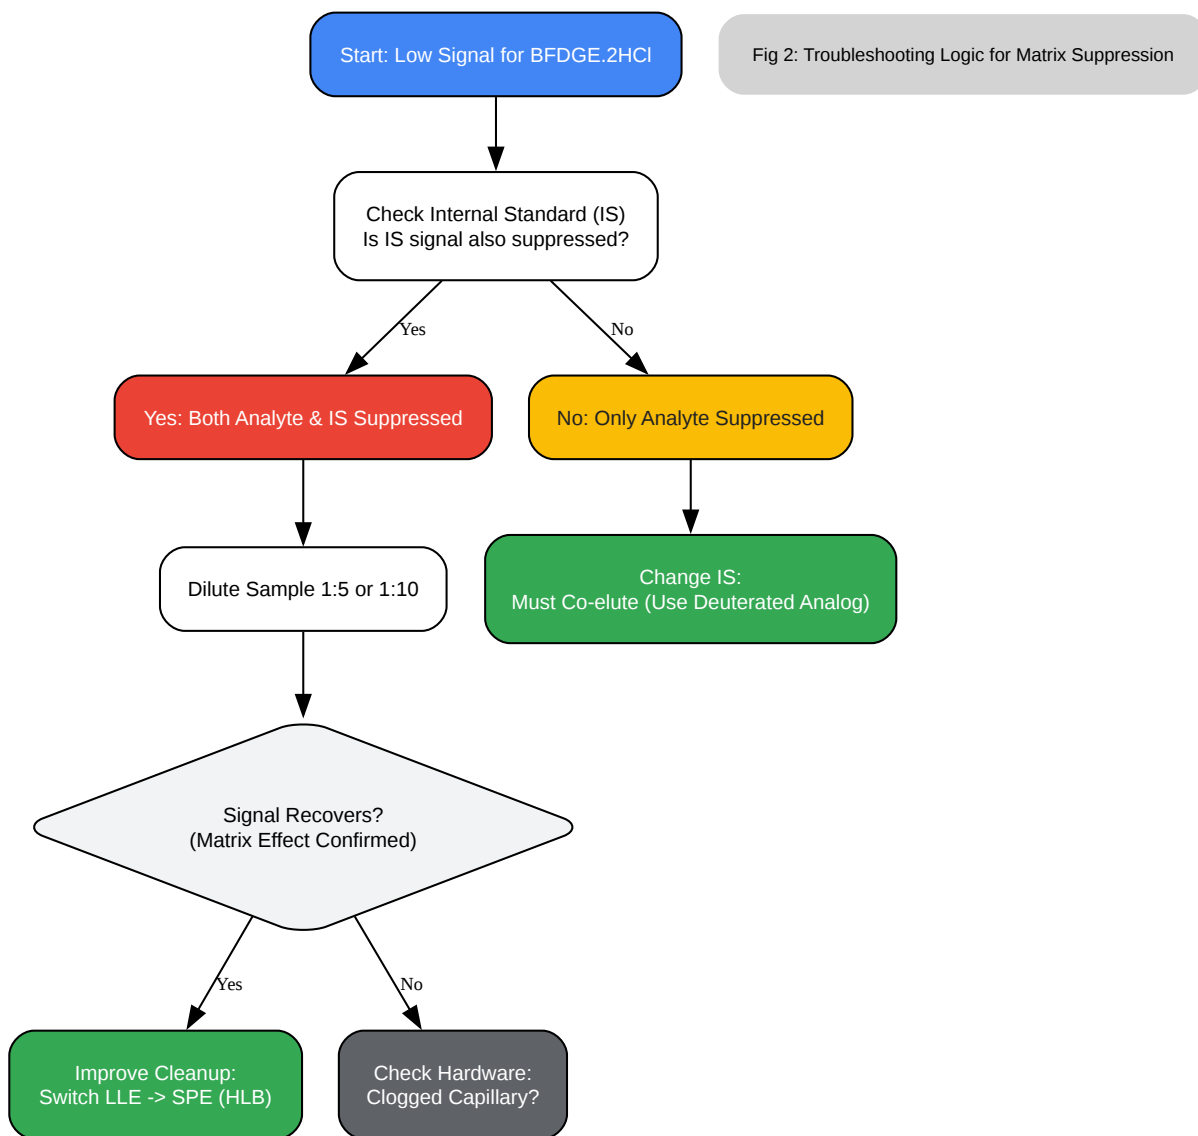 Start: Low Signal for BFDGE.2HCl
Fig 2: Troubleshooting Logic for Matrix Suppression
Check Internal Standard (IS)
Is IS signal also suppressed?
Yes
No
Yes: Both Analyte & IS Suppressed
No: Only Analyte Suppressed
Dilute Sample 1:5 or 1:10
Change IS:
Must Co-elute (Use Deuterated Analog)
Signal Recovers?
(Matrix Effect Confirmed)
Yes
No
Improve Cleanup:
Switch LLE -> SPE (HLB)
Check Hardware:
Clogged Capillary?